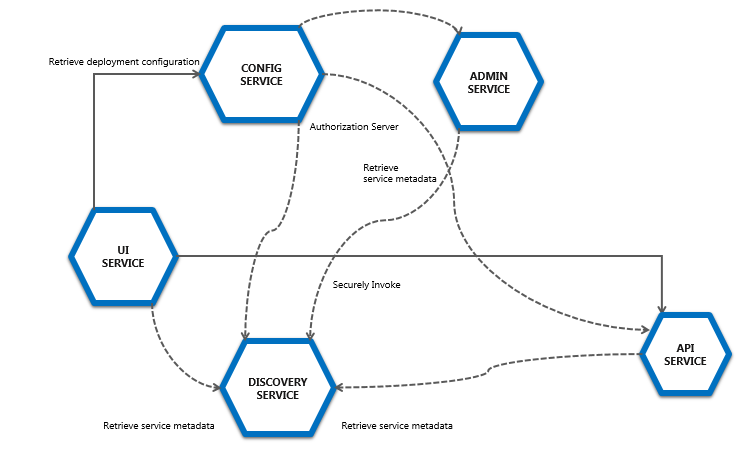 Retrieve deployment configuration
CONFIG
SERVICE
ADMIN
SERVICE
Authorization Server
Retrieve
service metadata
UI
SERVICE
Securely Invoke
API
SERVICE
DISCOVERY
SERVICE
Retrieve service metadata
Retrieve service metadata